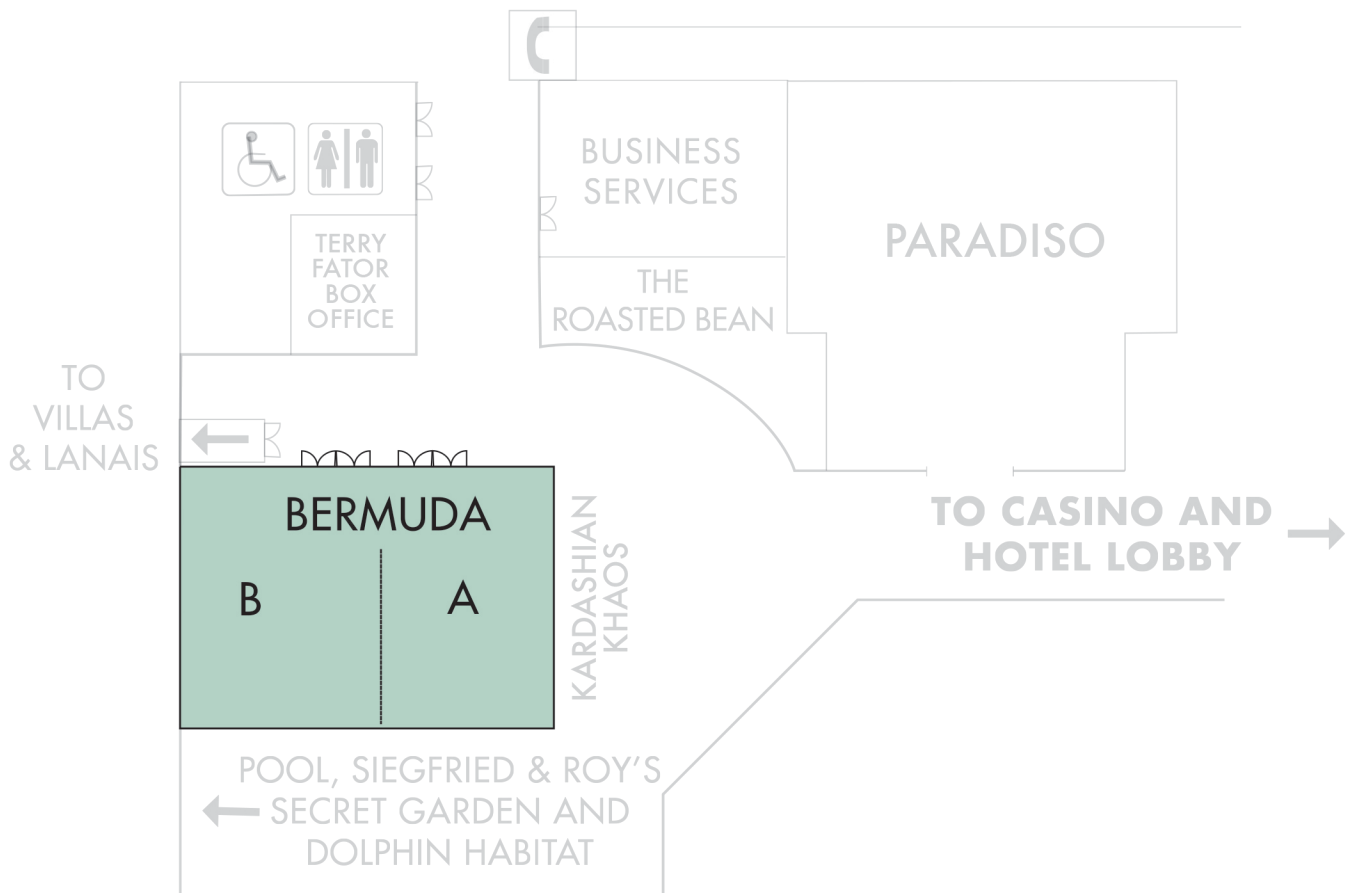 BUSINESS
SERVICES
TERRY
FATOR
BOX
OFFICE
PARADISO
THE
ROASTED BEAN
TO
VILLAS
& LANAIS
BERMUDA
B
A
KARDASHIAN
KHAOS
TO CASINO AND
HOTEL LOBBY
POOL, SIEGFRIED & ROY'S
SECRET GARDEN AND
DOLPHIN HABITAT